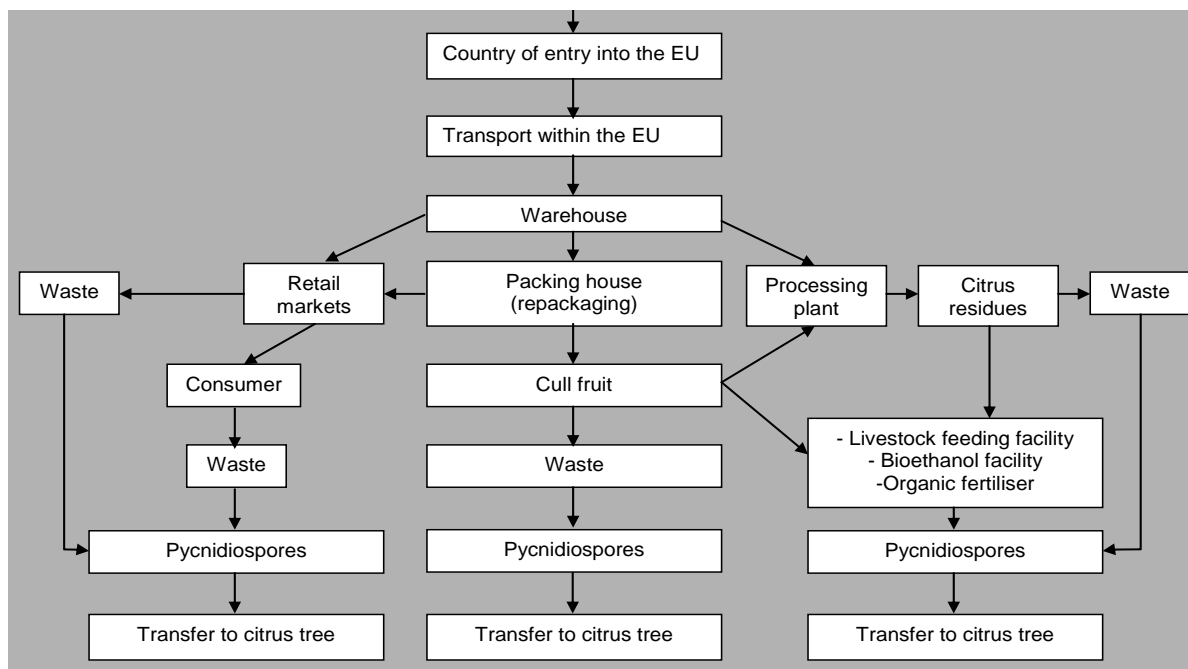 Country of entry into the EU
Transport within the EU
Warehouse
Waste
Retail
markets
Packing house
(repackaging)
Processing
plant
Citrus
residues
Waste
Consumer
Cull fruit
- Livestock feeding facility
- Bioethanol facility
-Organic fertiliser
Waste
Waste
Pycnidiospores
Pycnidiospores
Pycnidiospores
Transfer to citrus tree
Transfer to citrus tree
Transfer to citrus tree